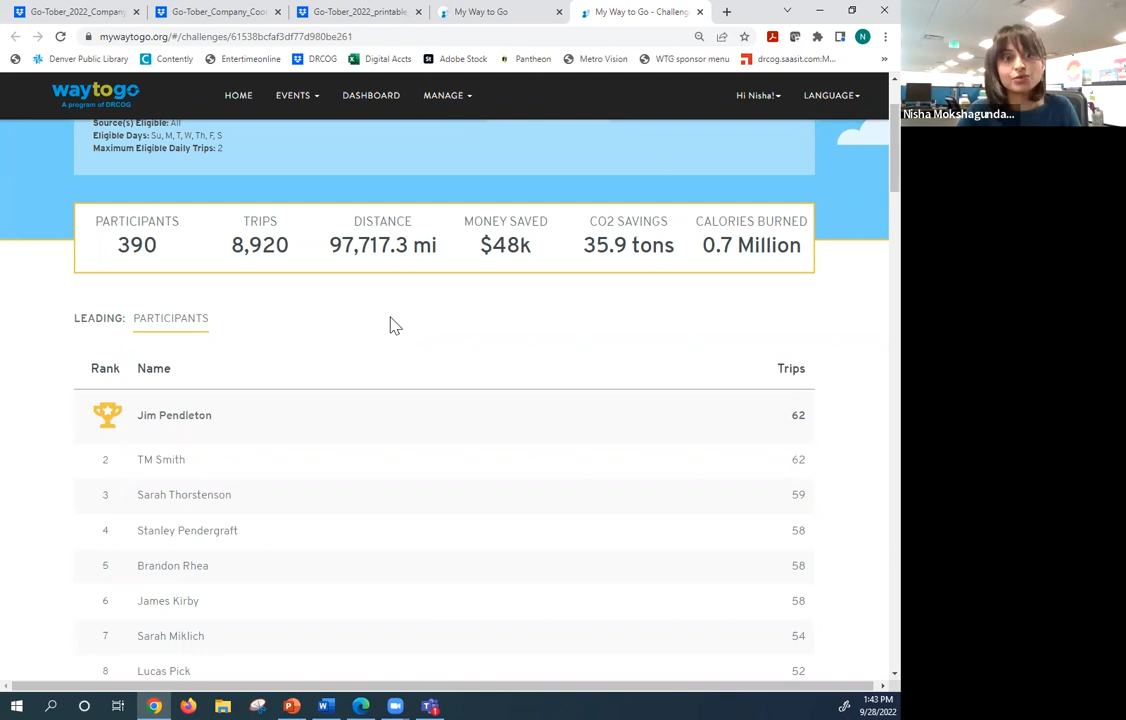 Go-Tober_2022_Company
Go-Tober_Company_Coo
Go-Tober_2022_printable
My Way to Go
My Way to Go - Challeng
mywaytogo.org/#/challenges/61538bcfaf3df77d980be261
N
Denver Public Library
Contently
Entertimeonline
DRCOG
Digital Accts
St Adobe Stock
Pantheon
Metro Vision
WTG sponsor menu
drcog.saasit.com:M...
waytogo
A program of DRCOG
HOME
EVENTS
DASHBOARD
MANAGE
Hi Nisha!
LANGUAGE
Nisha Mokshagunda...
Source(s) Eligible: All
Eligible Days: Su, M, T, W, Th, F, S
Maximum Eligible Daily Trips: 2
PARTICIPANTS TRIPS DISTANCE MONEY SAVED CO2 SAVINGS CALORIES BURNED
390 8,920 97,717.3 mi $48k 35.9 tons 0.7 Million
LEADING: PARTICIPANTS
Rank Name Trips
Jim Pendleton 62
2 TM Smith 62
3 Sarah Thorstenson 59
4 Stanley Pendergraft 58
5 Brandon Rhea 58
6 James Kirby 58
7 Sarah Miklich 54
8 Lucas Pick 52
1:43 PM
9/28/2022